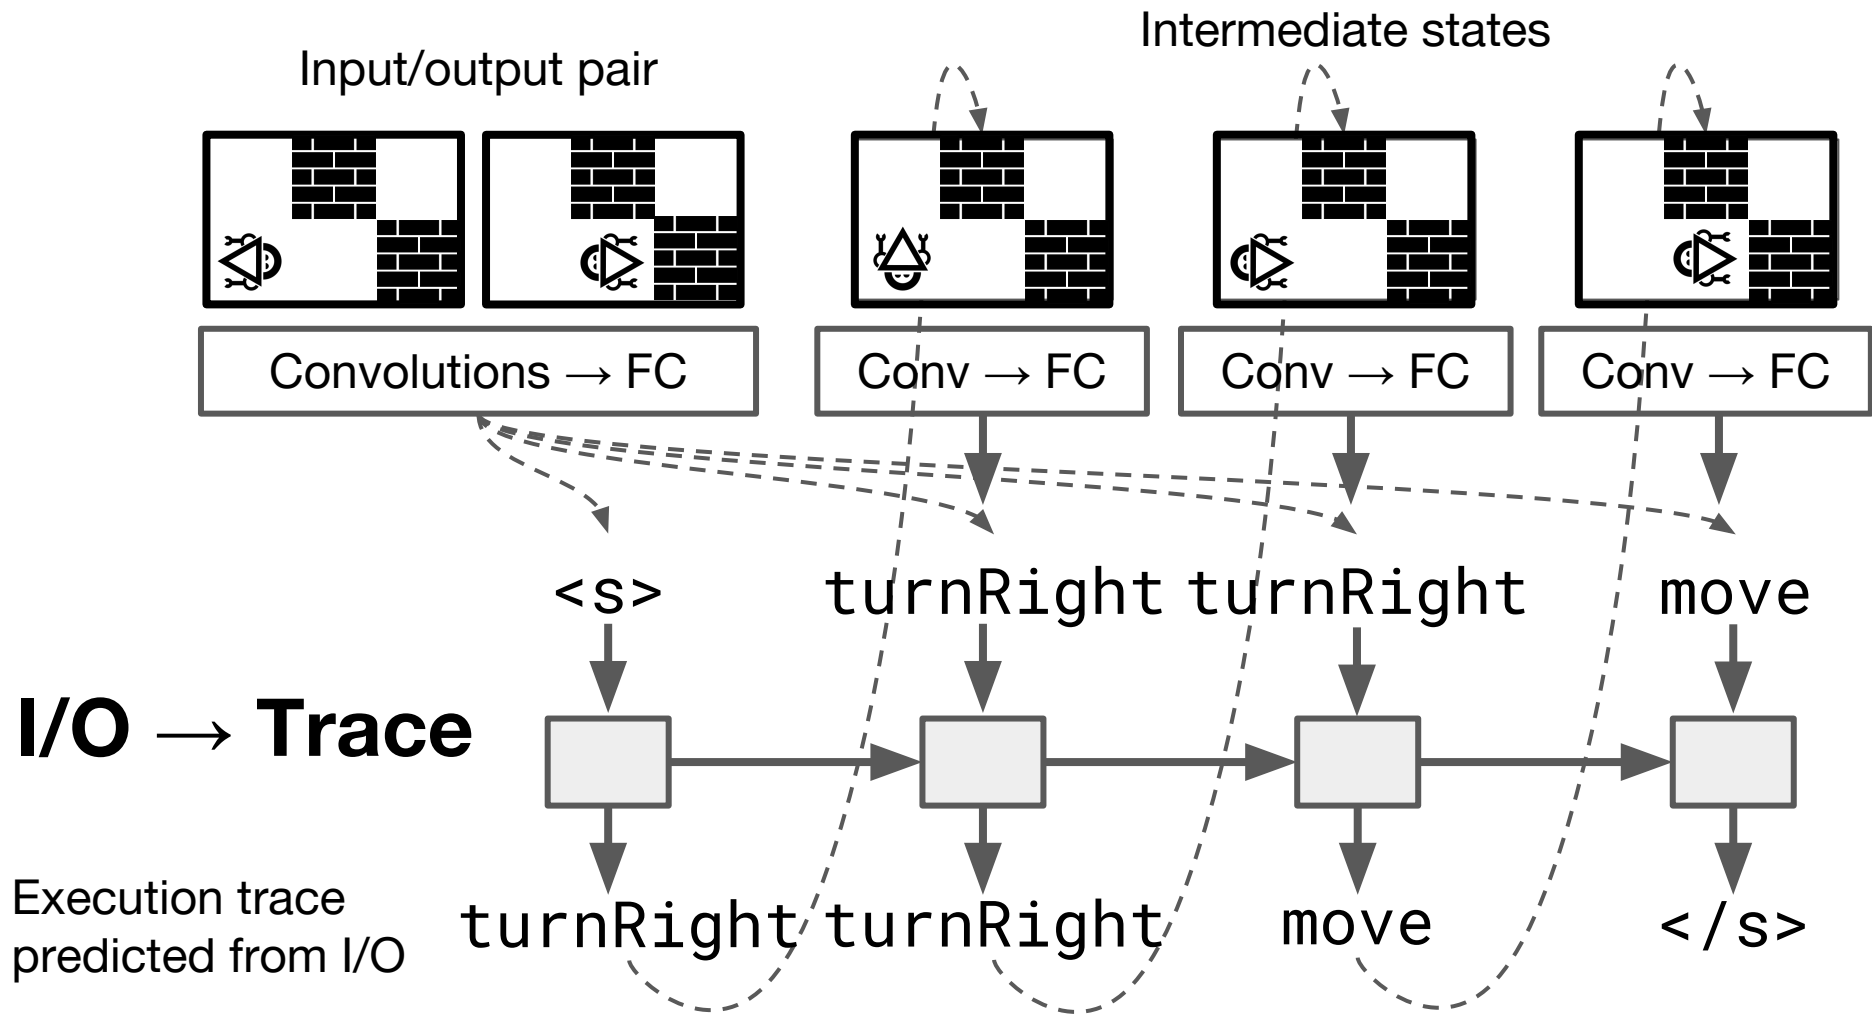 Intermediate states
Input/output pair
Convolutions → FC
Conv → FC
Conv → FC
Conv → FC
<s>
turnRight
turnRight
move
I/O → Trace
Execution trace
predicted from I/O
turnRight
turnRight
move
</s>